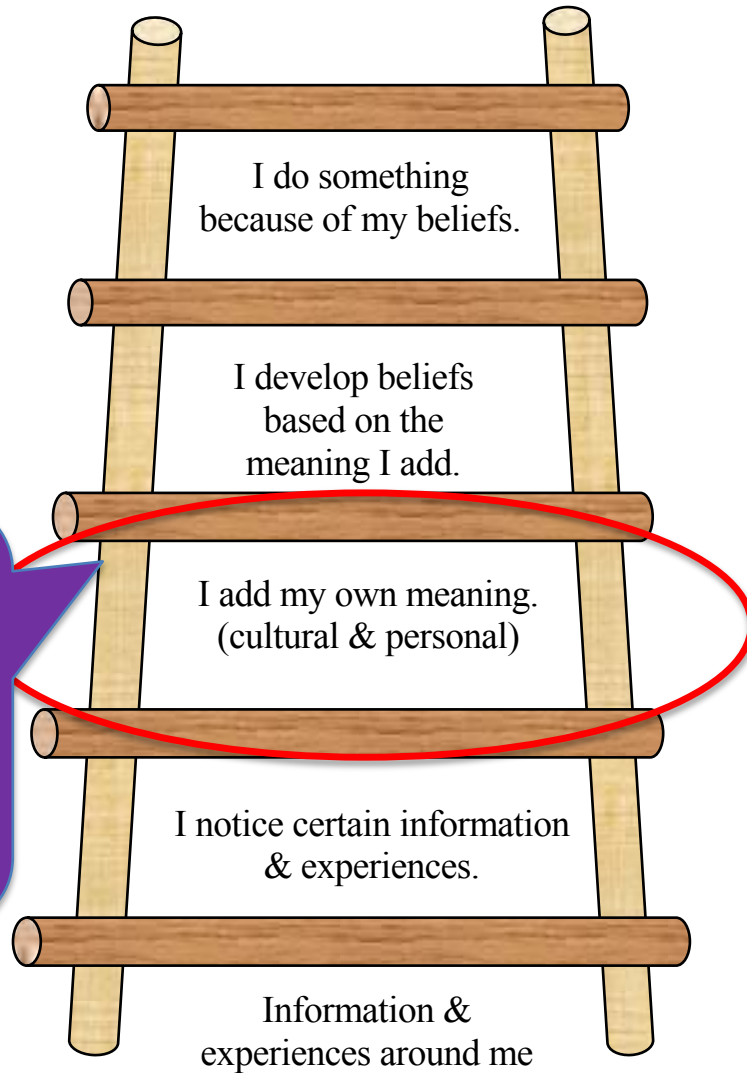 I do something
because of my beliefs.
I develop beliefs
based on the
meaning I add.
I add my own meaning.
(cultural & personal)
I notice certain information
& experiences.
Information &
experiences around me